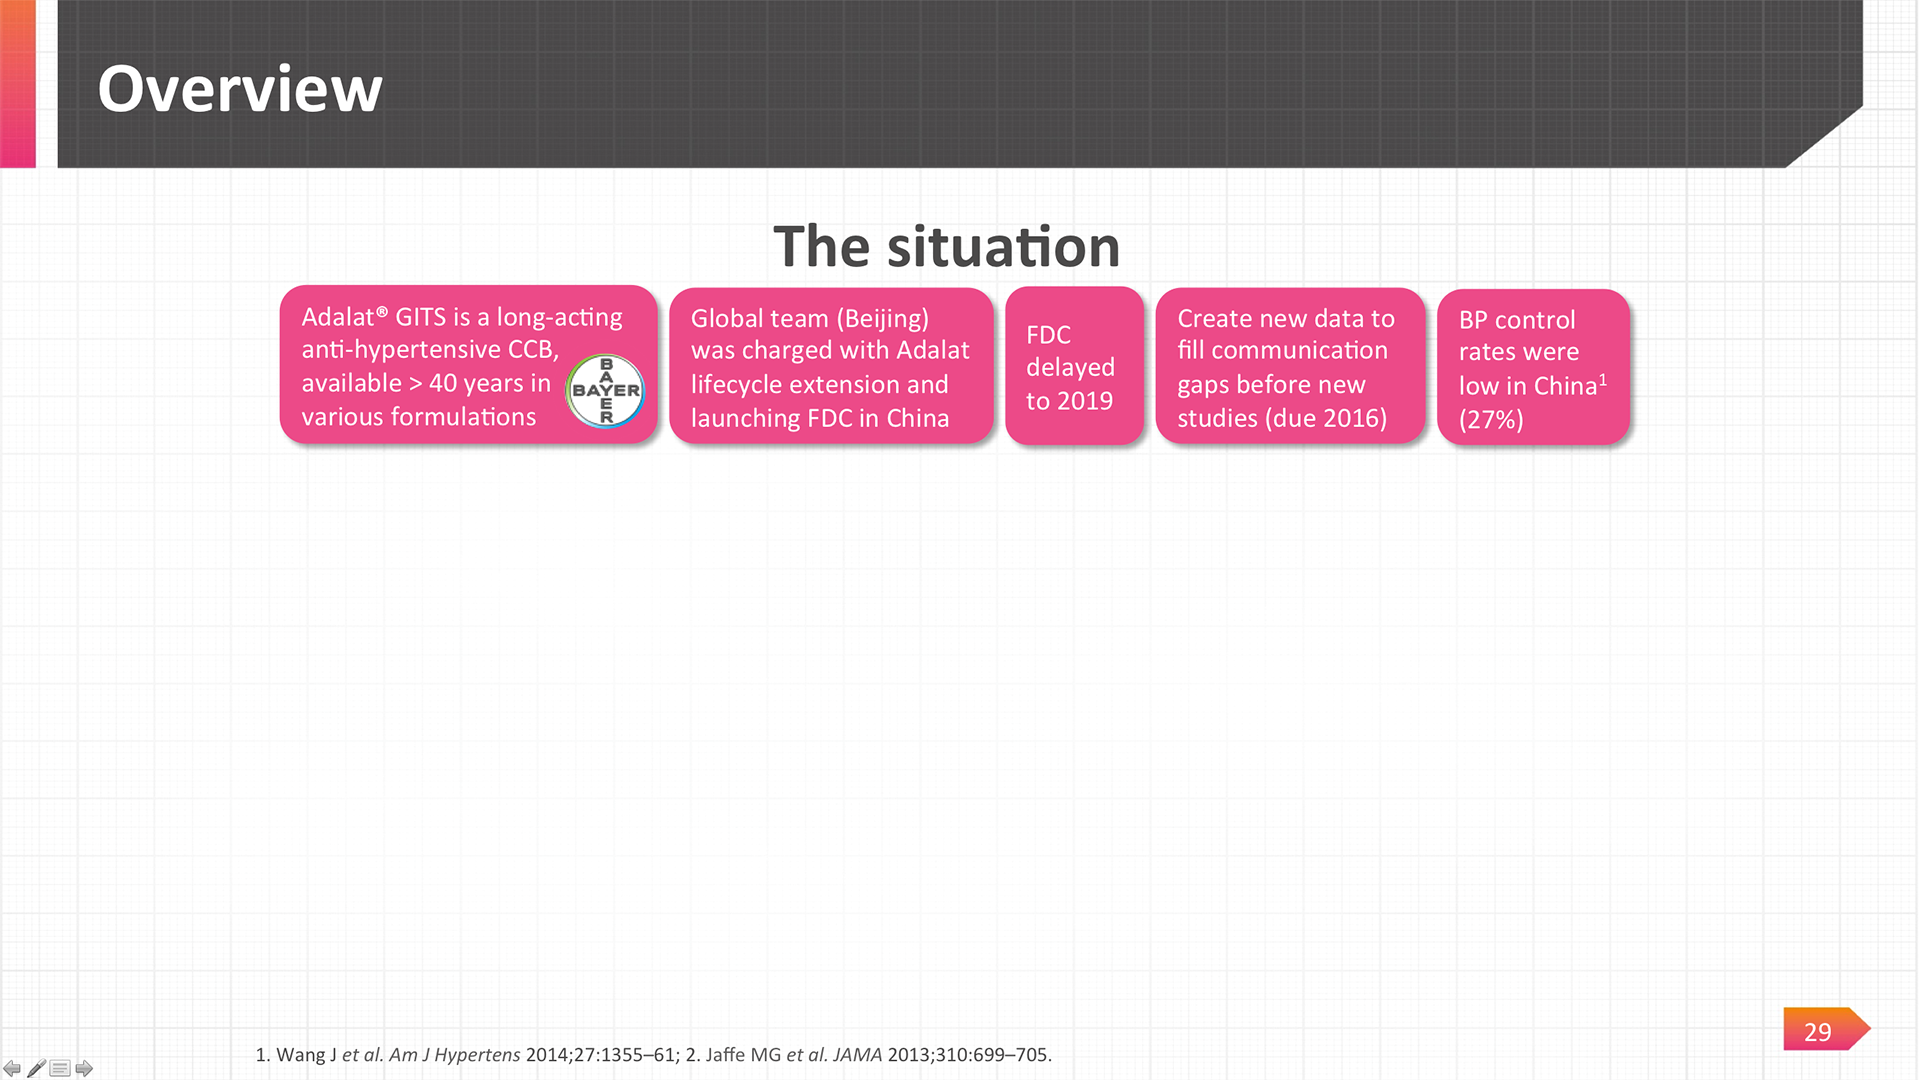 Overview
The situation
Adalat® GITS is a long-acting
anti-hypertensive CCB,
available > 40 years in
various formulations
BAYER
BAYER
Global team (Beijing)
was charged with Adalat
lifecycle extension and
launching FDC in China
FDC
delayed
to 2019
Create new data to
fill communication
gaps before new
studies (due 2016)
BP control
rates were
low in China¹
(27%)
29
1. Wang J et al. Am J Hypertens 2014;27:1355–61; 2. Jaffe MG et al. JAMA 2013;310:699–705.